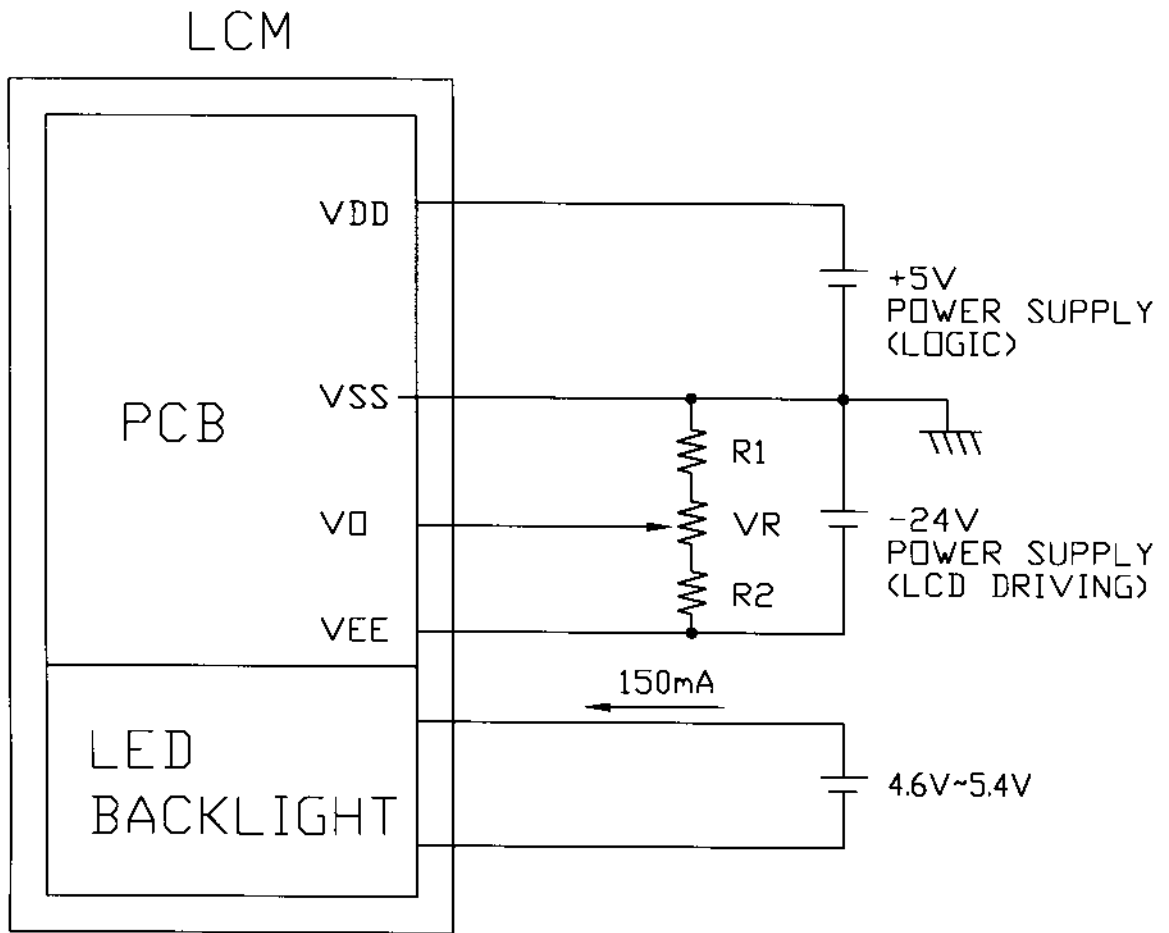 LCM
VDD
+5V
POWER SUPPLY
(LOGIC)
VSS
PCB
R1
VO
VR
-24V
POWER SUPPLY
(LCD DRIVING)
R2
VEE
150mA
LED
BACKLIGHT
4.6V~5.4V